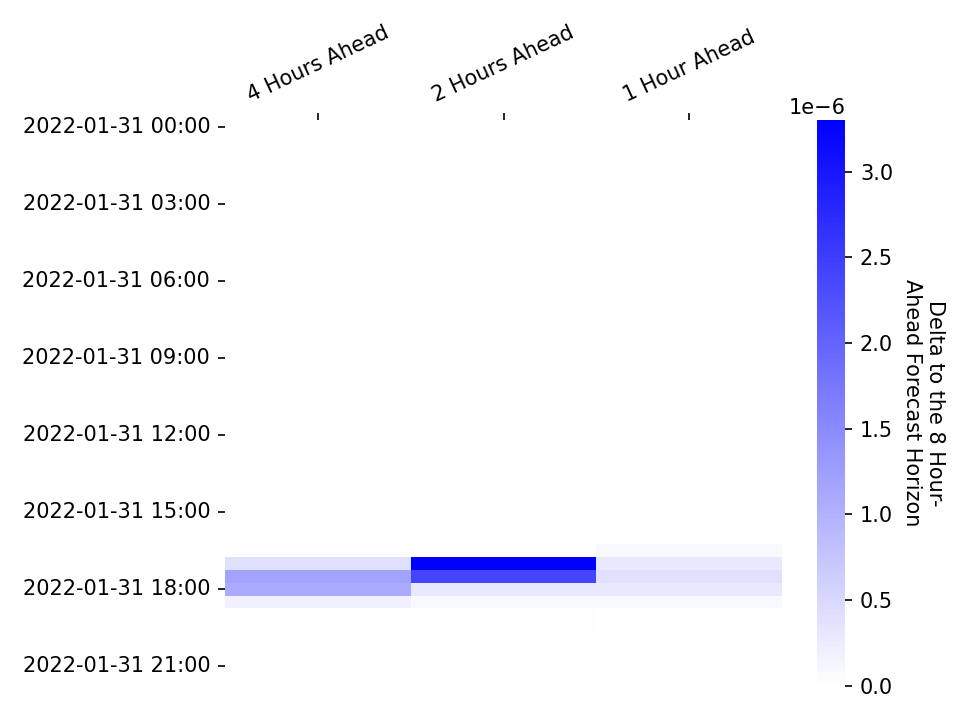 4 Hours Ahead
2 Hours Ahead
1 Hour Ahead
2022-01-31 00:00
2022-01-31 03:00
2022-01-31 06:00
2022-01-31 09:00
2022-01-31 12:00
2022-01-31 15:00
2022-01-31 18:00
2022-01-31 21:00
1e−6
3.0
2.5
2.0
1.5
1.0
0.5
0.0
Delta to the 8 Hour-
Ahead Forecast Horizon